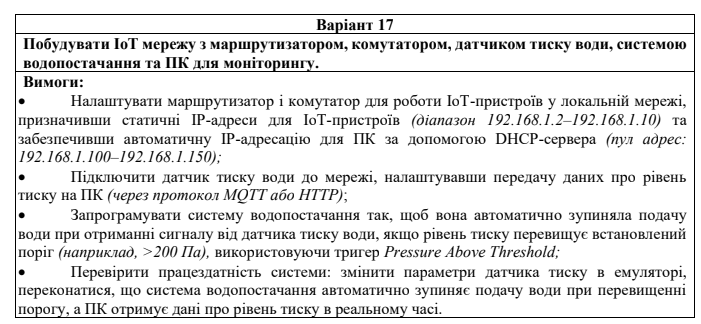 Варіант 17
Побудувати IoT мережу з маршрутизатором, комутатором, датчиком тиску води, системою
водопостачання та ПК для моніторингу.
Вимоги:
• Налаштувати маршрутизатор і комутатор для роботи IoT-пристроїв у локальній мережі,
призначивши статичні IP-адреси для IoT-пристроїв (діапазон 192.168.1.2–192.168.1.10) та
забезпечивши автоматичну IP-адресацію для ПК за допомогою DHCP-сервера (пул адрес:
192.168.1.100–192.168.1.150);
• Підключити датчик тиску води до мережі, налаштувавши передачу даних про рівень
тиску на ПК (через протокол MQTT або HTTP);
• Запрограмувати систему водопостачання так, щоб вона автоматично зупиняла подачу
води при отриманні сигналу від датчика тиску води, якщо рівень тиску перевищує встановлений
поріг (наприклад, >200 Па), використовуючи тригер Pressure Above Threshold;
• Перевірити працездатність системи: змінити параметри датчика тиску в емуляторі,
переконатися, що система водопостачання автоматично зупиняє подачу води при перевищенні
порогу, а ПК отримує дані про рівень тиску в реальному часі.